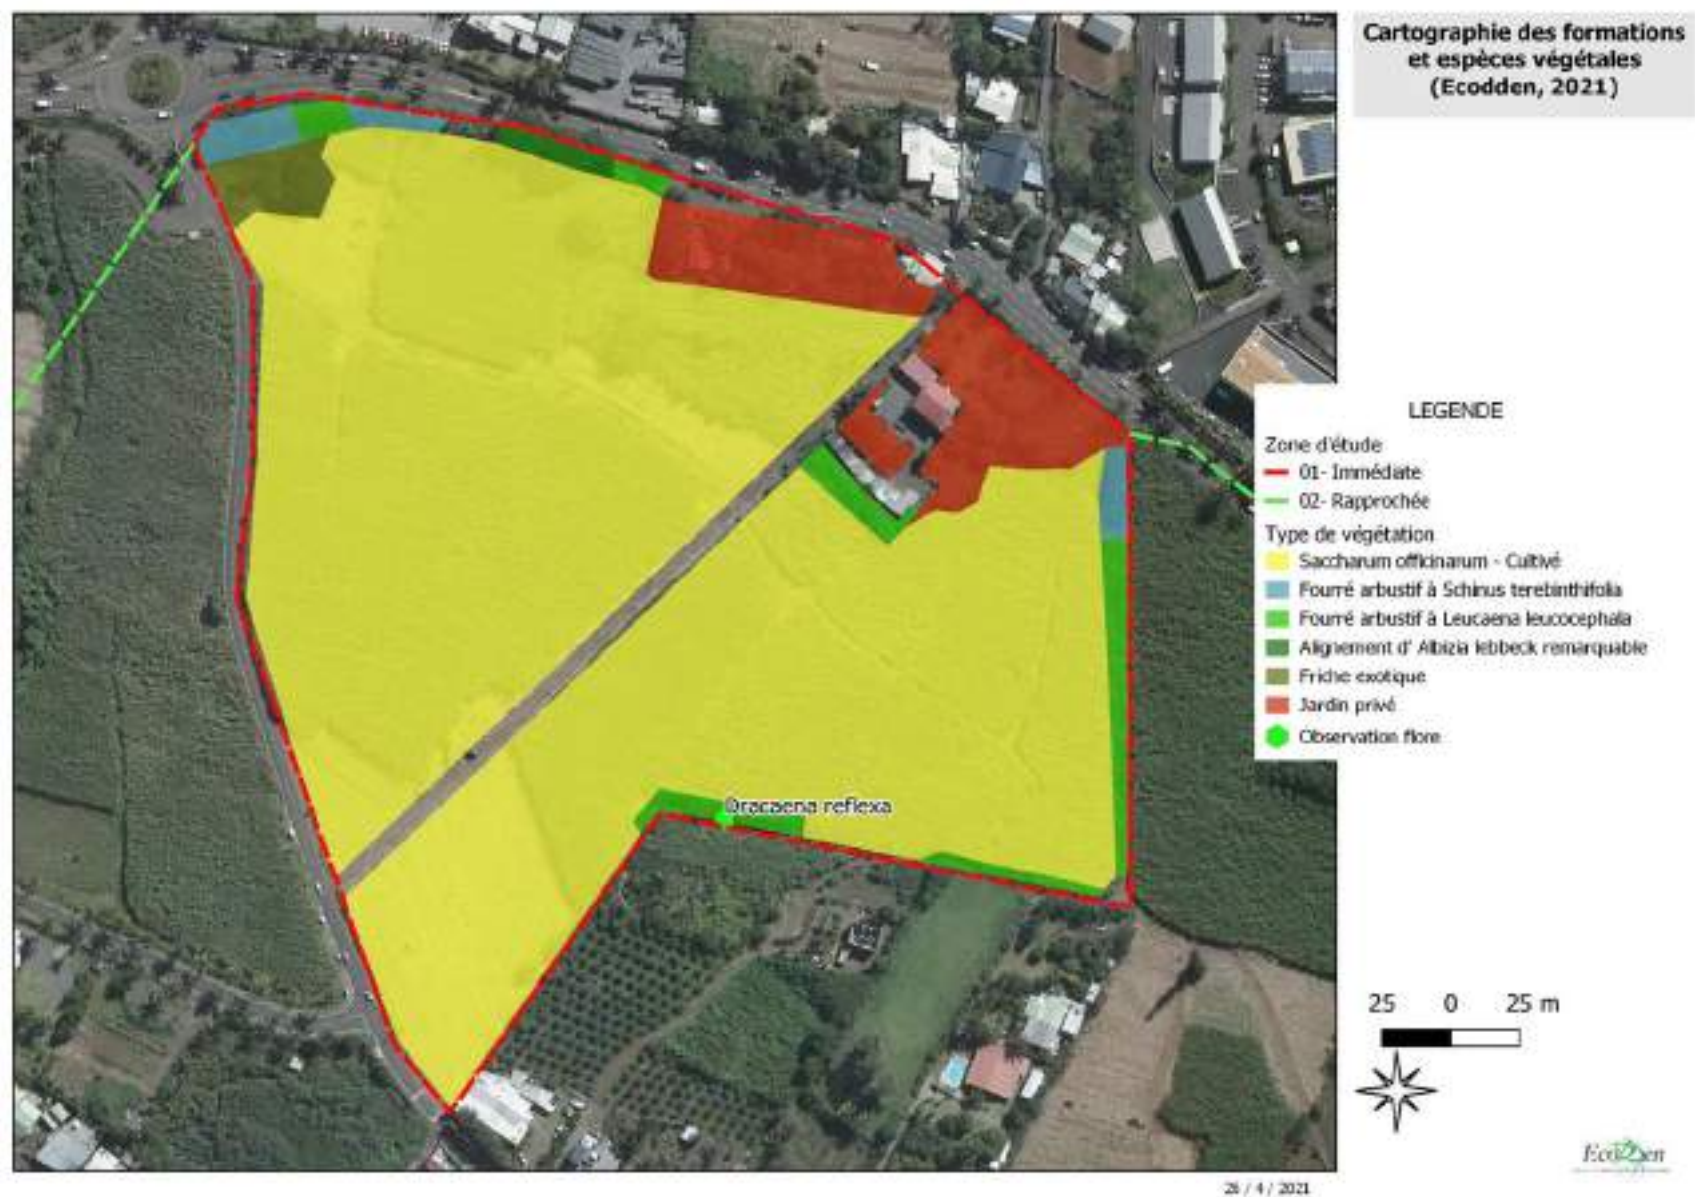 Cartographie des formations
et espèces végétales
(Ecodden, 2021)
LEGENDE
Zone d'étude
01- Immédiate
02- Rapprochée
Type de végétation
Saccharum officinarum - Cultivé
Fourré arbustif à Schinus terebinthifolia
Fourré arbustif à Leucaena leucocephala
Alignement d' Albizia lebbeck remarquable
Friche exotique
Jardin privé
Observation flore
Dracaena reflexa
25 0 25 m
26 / 4 / 2021